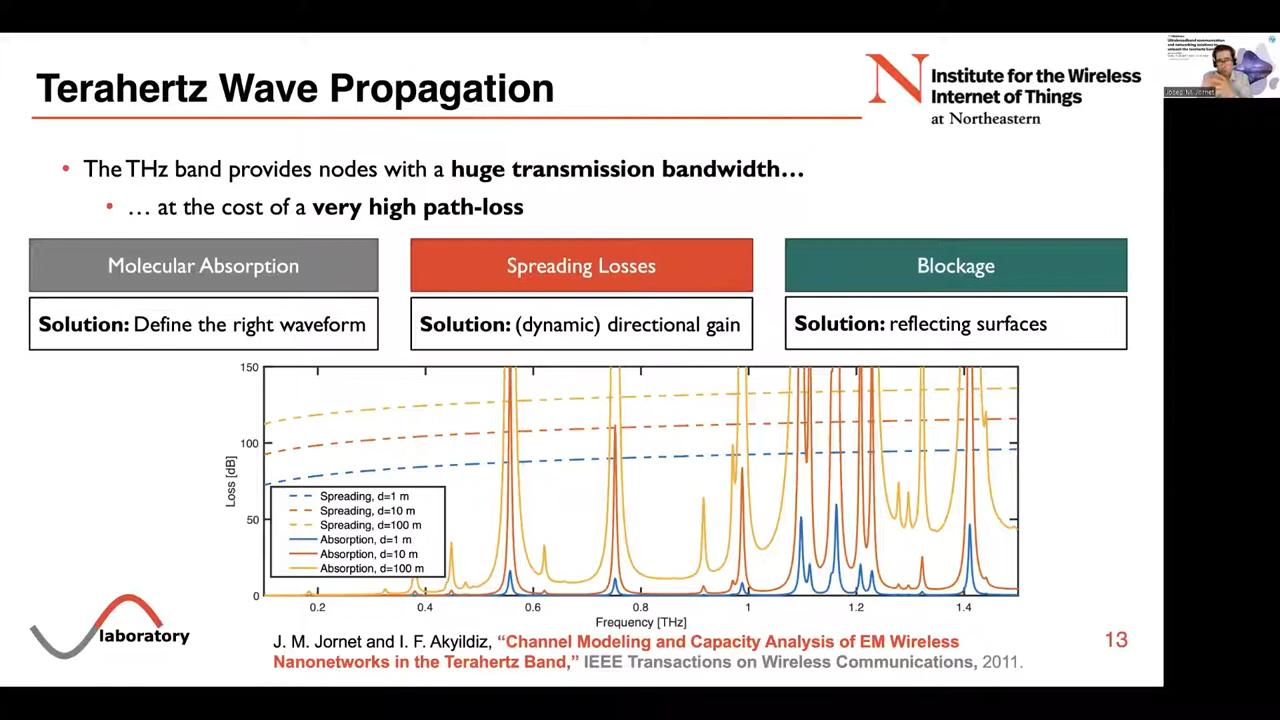 Terahertz Wave Propagation
Institute for the Wireless
Internet of Things
at Northeastern
Josep M. Jornet
• The THz band provides nodes with a huge transmission bandwidth...
• ... at the cost of a very high path-loss
Molecular Absorption
Spreading Losses
Blockage
Solution: Define the right waveform
Solution: (dynamic) directional gain
Solution: reflecting surfaces
150
100
50
0
Loss [dB]
Spreading, d=1 m
Spreading, d=10 m
Spreading, d=100 m
Absorption, d=1 m
Absorption, d=10 m
Absorption, d=100 m
0.2 0.4 0.6 0.8 1 1.2 1.4
Frequency [THz]
laboratory
J. M. Jornet and I. F. Akyildiz, “Channel Modeling and Capacity Analysis of EM Wireless
Nanonetworks in the Terahertz Band,” IEEE Transactions on Wireless Communications, 2011.
13